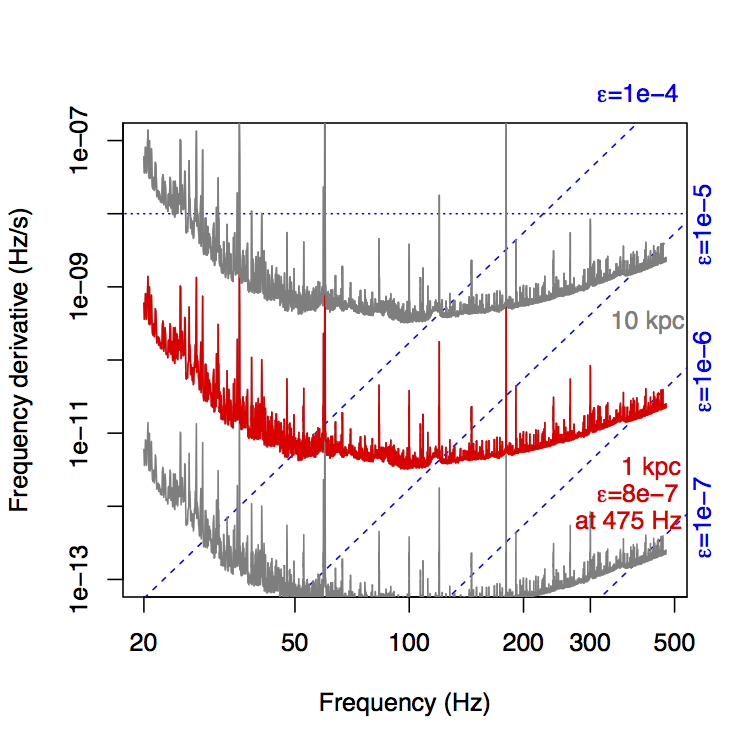 ε=1e−4
1e−07
ε=1e−5
1e−09
10 kpc
Frequency derivative (Hz/s)
ε=1e−6
1e−11
1 kpc
ε=8e−7
at 475 Hz
ε=1e−7
1e−13
20 50 100 200 300 500
Frequency (Hz)